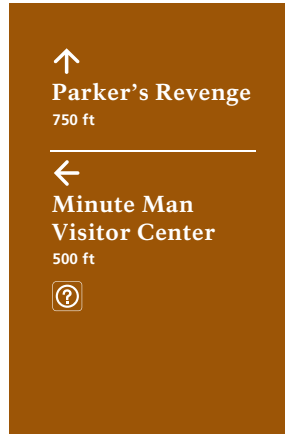 Parker’s Revenge
750 ft
Minute Man
Visitor Center
500 ft
?